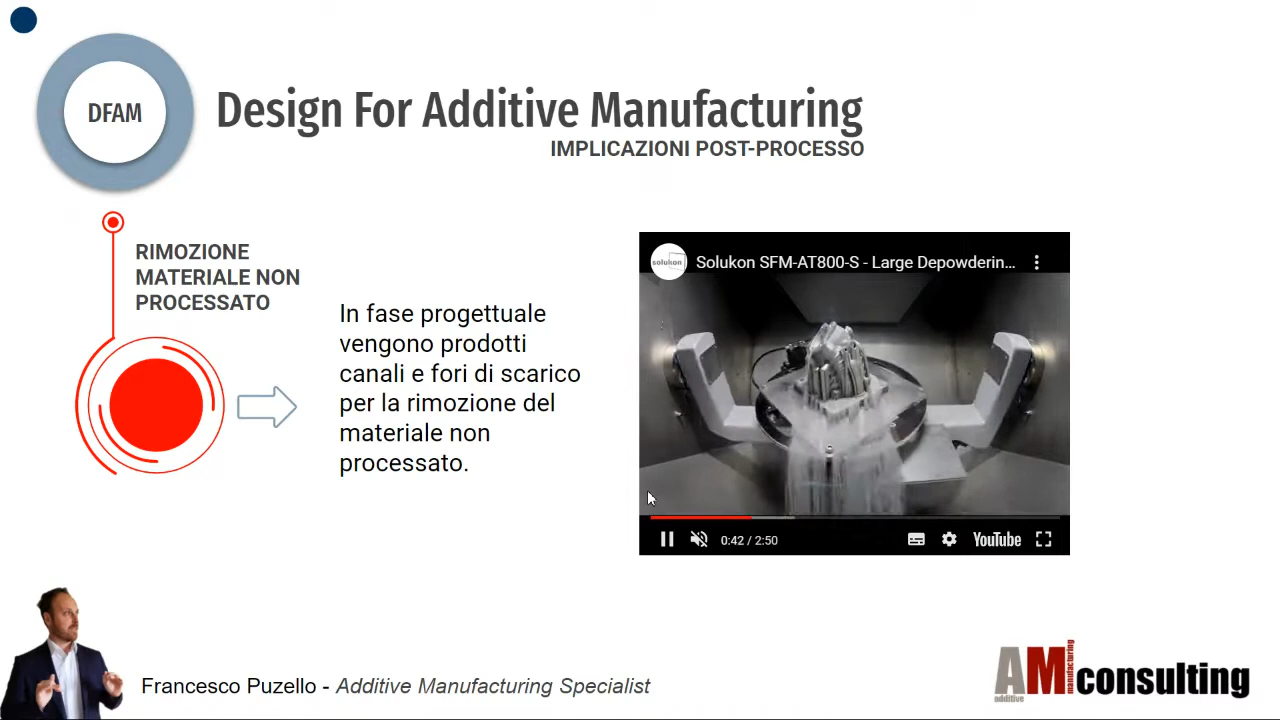 DFAM
Design For Additive Manufacturing
IMPLICAZIONI POST-PROCESSO
RIMOZIONE
MATERIALE NON
PROCESSATO
In fase progettuale
vengono prodotti
canali e fori di scarico
per la rimozione del
materiale non
processato.
solukon
Solukon SFM-AT800-S - Large Depowderin...
0:42 / 2:50
YouTube
Francesco Puzello - Additive Manufacturing Specialist
AM consulting
additive
manufacturing